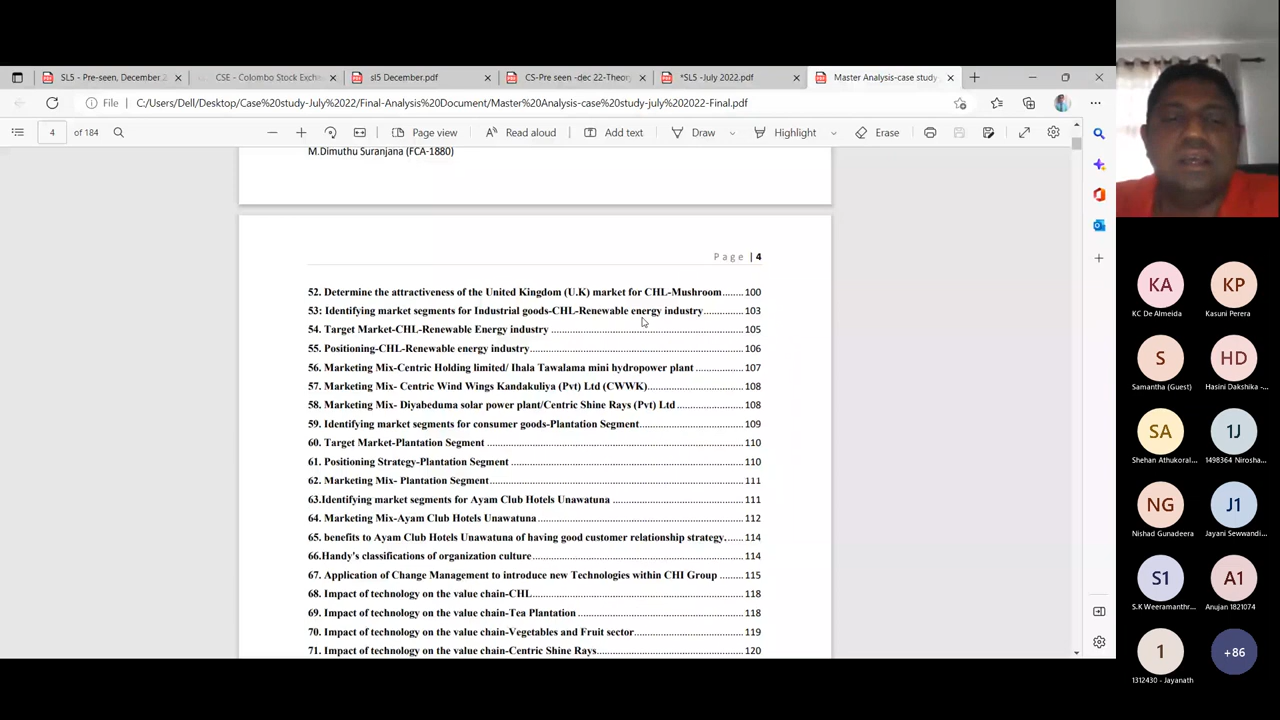 SL5 - Pre-seen, December,2
CSE - Colombo Stock Exch
sl5 December.pdf
CS-Pre seen -dec 22-Theor
*SL5 -July 2022.pdf
Master Analysis-case study
File
C:/Users/Dell/Desktop/Case%20study-July%2022/Final-Analysis%20Document/Master%20Analysis-case%20study-july%202022-Final.pdf
4 of 184
Page view
Read aloud
Add text
Draw
Highlight
Erase
M.Dimuthu Suranjana (FCA-1880)
Page | 4
52. Determine the attractiveness of the United Kingdom (U.K) market for CHL-Mushroom....... 100
53: Identifying market segments for Industrial goods-CHL-Renewable energy industry............. 103
54. Target Market-CHL-Renewable Energy industry ................................................................ 105
55. Positioning-CHL-Renewable energy industry...................................................................... 106
56. Marketing Mix-Centric Holding limited/ Ihala Tawalama mini hydropower plant ................ 107
57. Marketing Mix- Centric Wind Wings Kandakuliya (Pvt) Ltd (CWWK)............................... 108
58. Marketing Mix- Diyabeduma solar power plant/Centric Shine Rays (Pvt) Ltd ...................... 108
59. Identifying market segments for consumer goods-Plantation Segment................................. 109
60. Target Market-Plantation Segment ..................................................................................... 110
61. Positioning Strategy-Plantation Segment ............................................................................. 110
62. Marketing Mix- Plantation Segment.................................................................................... 111
63.Identifying market segments for Ayam Club Hotels Unawatuna .......................................... 111
64. Marketing Mix-Ayam Club Hotels Unawatuna.................................................................... 112
65. benefits to Ayam Club Hotels Unawatuna of having good customer relationship strategy...... 114
66.Handy's classifications of organization culture..................................................................... 114
67. Application of Change Management to introduce new Technologies within CHI Group ........ 115
68. Impact of technology on the value chain-CHL..................................................................... 118
69. Impact of technology on the value chain-Tea Plantation ...................................................... 118
70. Impact of technology on the value chain-Vegetables and Fruit sector................................... 119
71. Impact of technology on the value chain-Centric Shine Rays............................................... 120
KA
KC De Almeida
KP
Kasuni Perera
S
Samantha (Guest)
HD
Hasini Dakshika -...
SA
Shehan Athukoral...
1J
1498364 Nirosha...
NG
Nishad Gunadeera
J1
Jayani Sewwandi...
S1
S.K Weeramanthr...
A1
Anujan 1821074
1
1312430 - Jayanath
+86